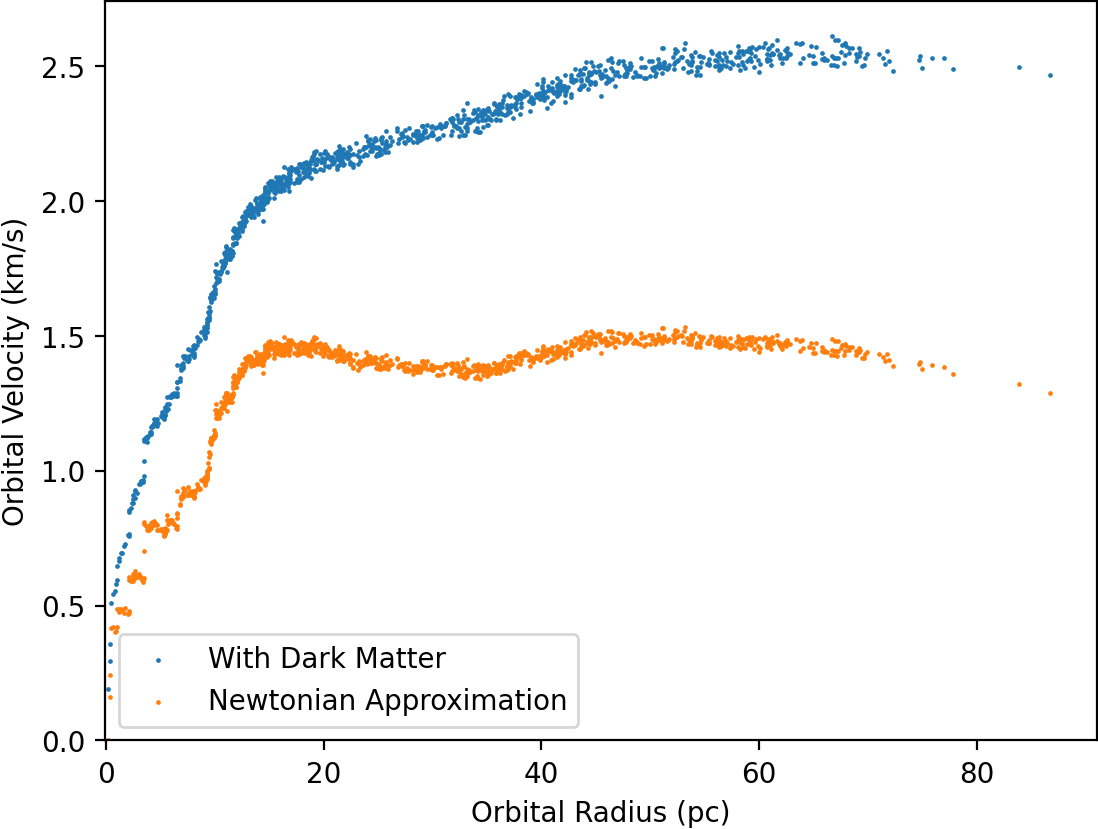 2.5
2.0
1.5
1.0
0.5
0.0
Orbital Velocity (km/s)
With Dark Matter
Newtonian Approximation
0
20
40
60
80
Orbital Radius (pc)